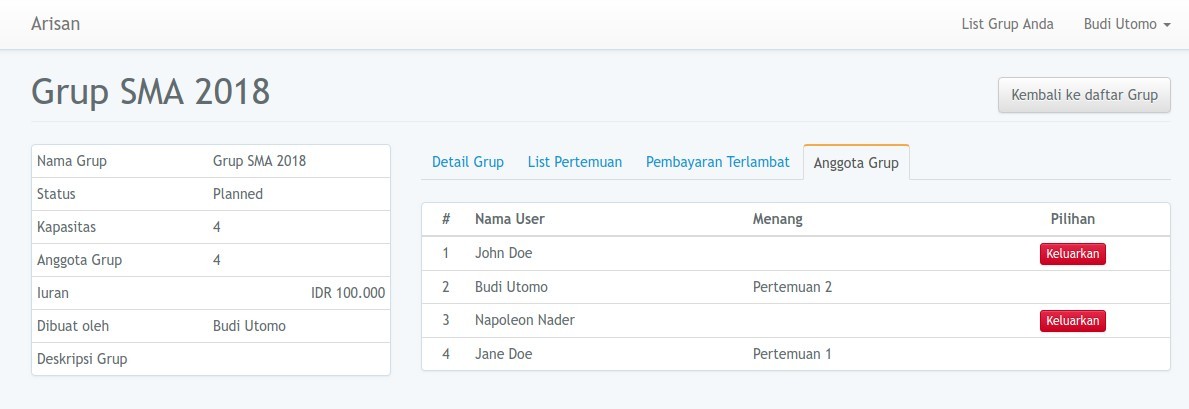 Arisan List Grup Anda Budi Utomo
Grup SMA 2018 Kembali ke daftar Grup
Nama Grup Grup SMA 2018
Status Planned
Kapasitas 4
Anggota Grup 4
Iuran IDR 100.000
Dibuat oleh Budi Utomo
Deskripsi Grup
Detail Grup List Pertemuan Pembayaran Terlambat Anggota Grup
# Nama User Menang Pilihan
1 John Doe Keluarkan
2 Budi Utomo Pertemuan 2
3 Napoleon Nader Keluarkan
4 Jane Doe Pertemuan 1